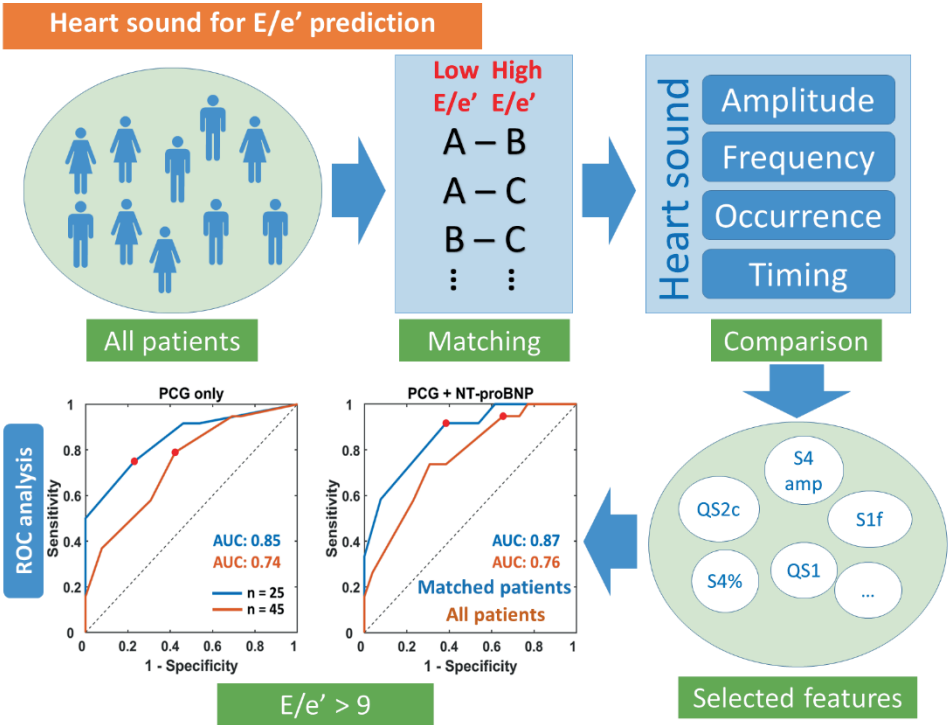 Heart sound for E/e’ prediction
All patients
Low High
E/e’ E/e’
A – B
A – C
B – C
⋮ ⋮
Matching
Heart sound
Amplitude
Frequency
Occurrence
Timing
Comparison
S4
amp
QS2c
S1f
S4%
QS1
...
Selected features
ROC analysis
PCG only
Sensitivity
1
0.8
0.6
0.4
0.2
0
AUC: 0.85
AUC: 0.74
n = 25
n = 45
0 0.2 0.4 0.6 0.8 1
1 - Specificity
PCG + NT-proBNP
Sensitivity
1
0.8
0.6
0.4
0.2
0
AUC: 0.87
AUC: 0.76
Matched patients
All patients
0 0.2 0.4 0.6 0.8 1
1 - Specificity
E/e’ > 9